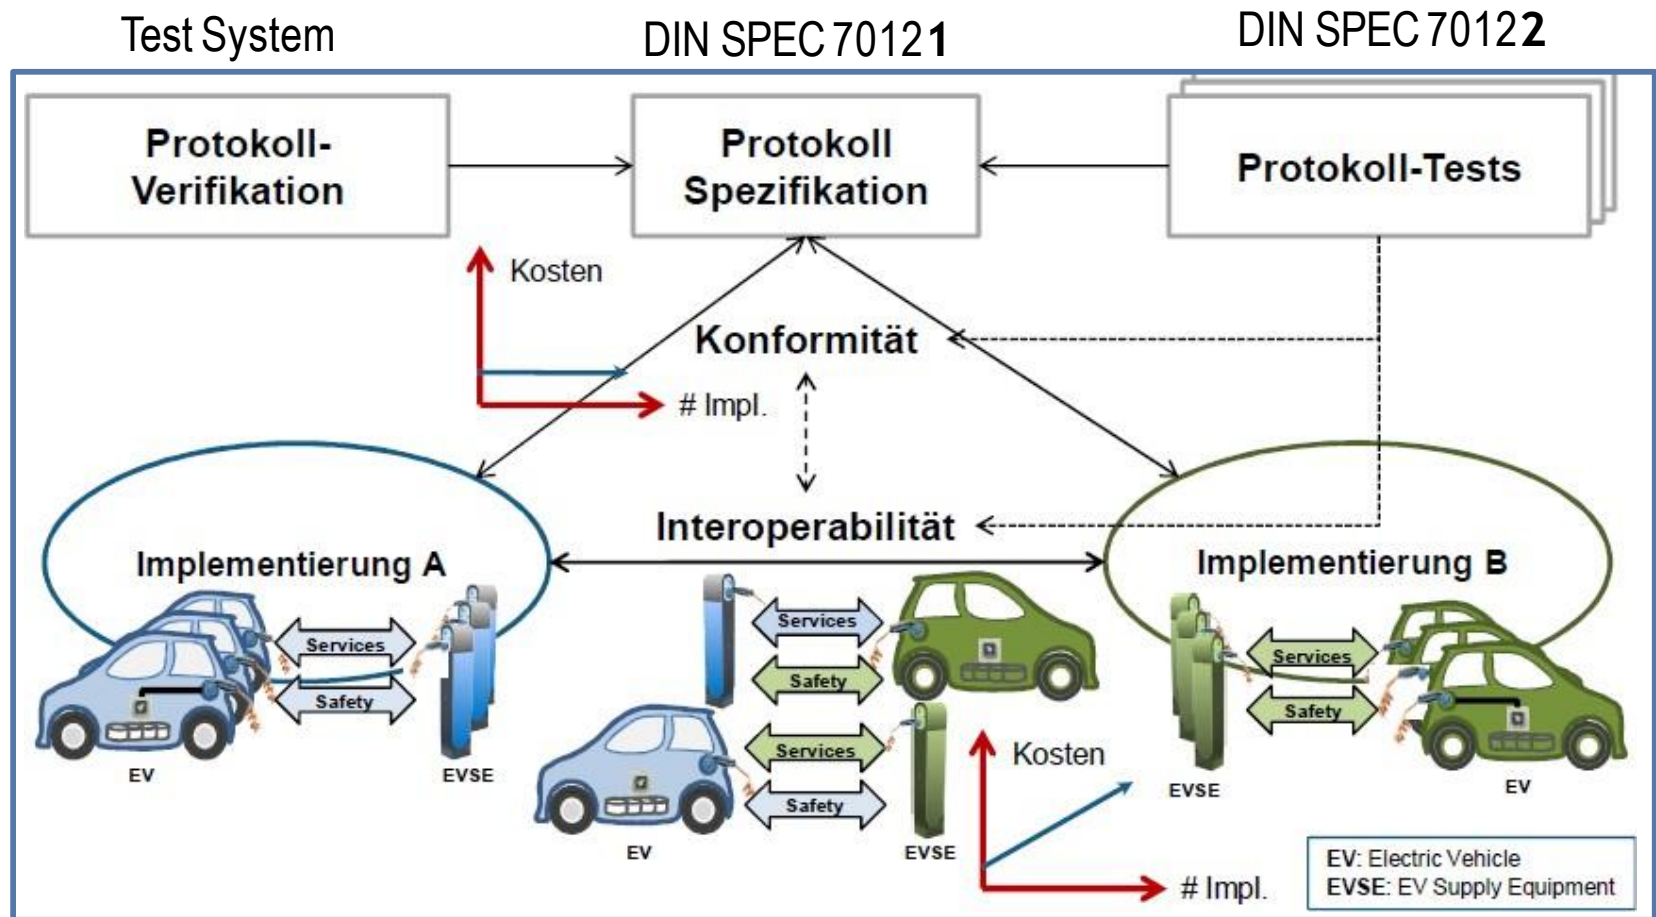 Test System
DIN SPEC 70121
DIN SPEC 70122
Protokoll-
Verifikation
Protokoll
Spezifikation
Protokoll-Tests
Kosten
# Impl.
Konformität
Interoperabilität
Implementierung A
Implementierung B
Services
Safety
EV
EVSE
Services
Safety
Services
Safety
EV
EVSE
Services
Safety
EVSE
EV
Kosten
# Impl.
EV: Electric Vehicle
EVSE: EV Supply Equipment